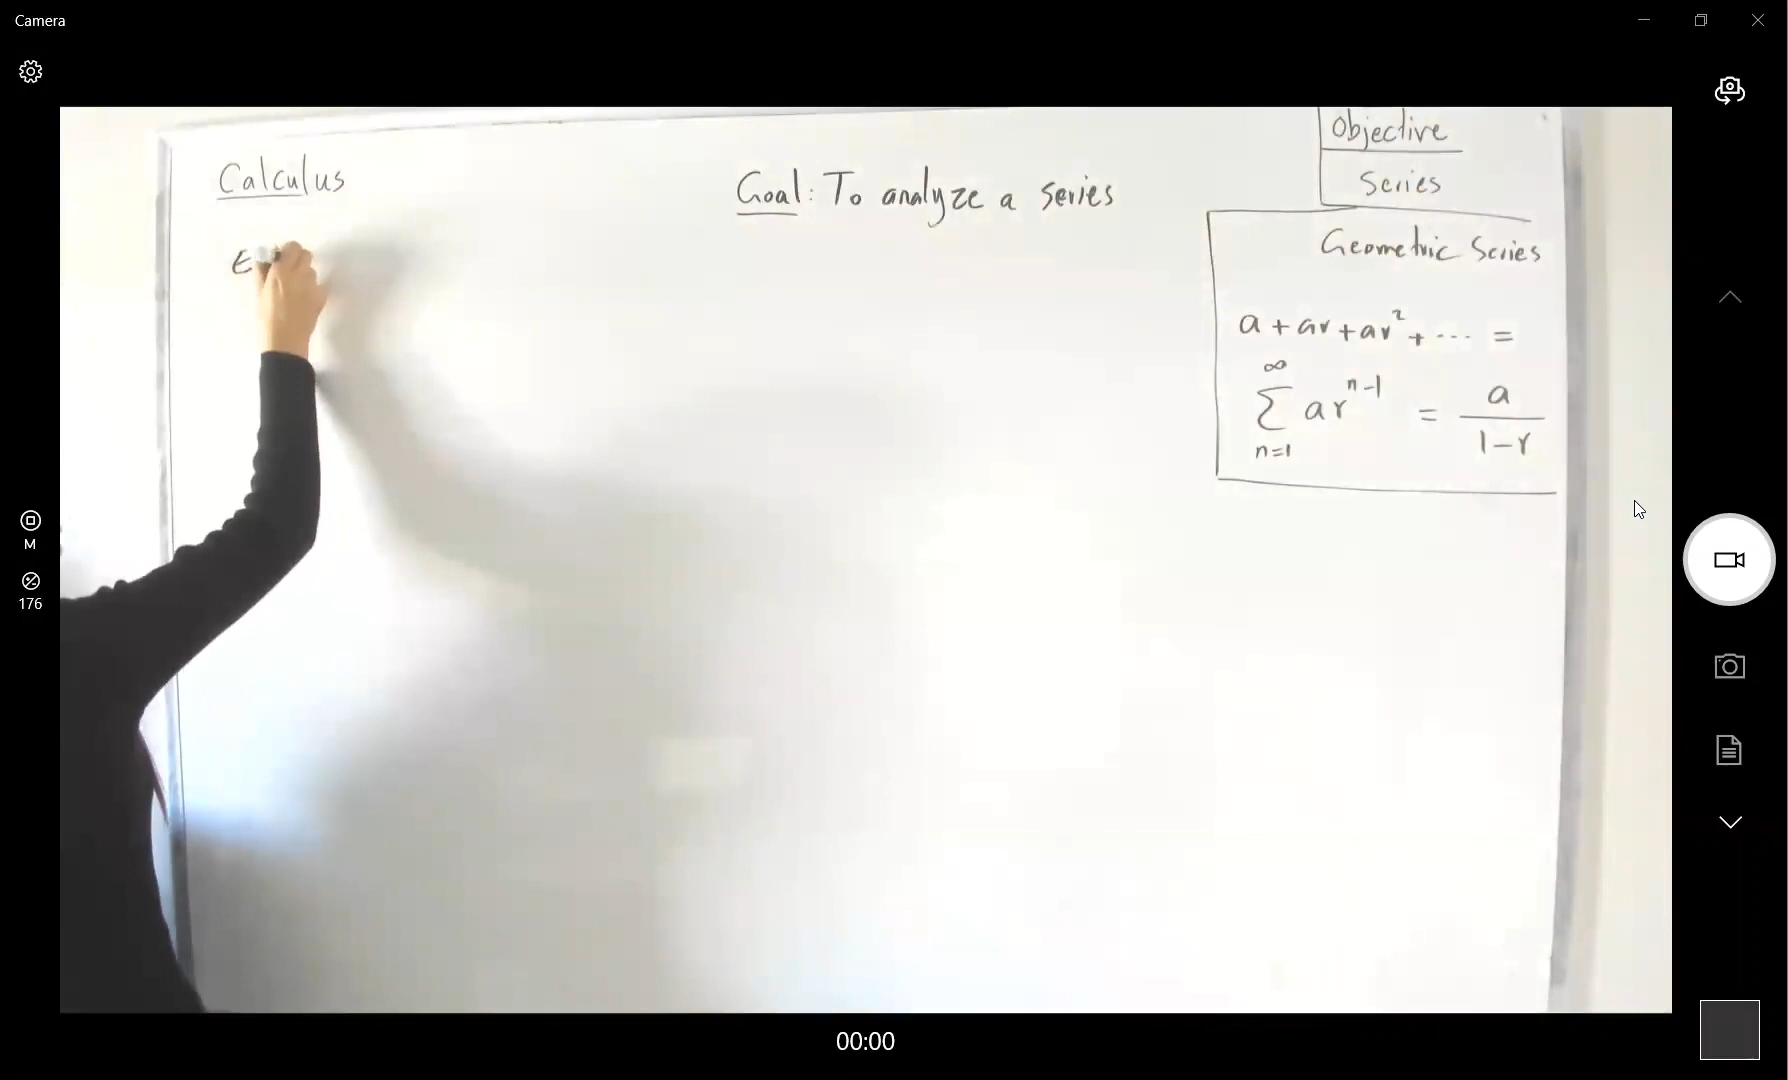 Camera
Calculus
Goal: To analyze a series
Objective
Series
Geometric Series
a + ar + ar² + ... =
∞
∑ ar^(n-1) = a/(1-r)
n=1
M
176
00:00